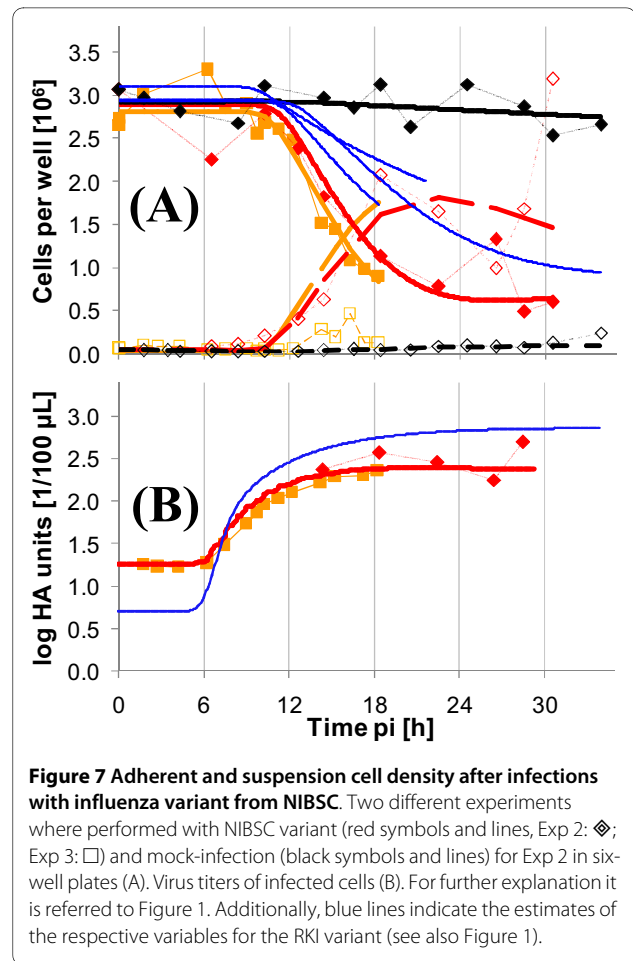 3.5
3.0
2.5
2.0
1.5
1.0
0.5
0.0
Cells per well [10⁶]
(A)
3.0
2.5
2.0
1.5
1.0
0.5
0.0
log HA units [1/100 µL]
(B)
0 6 12 18 24 30
Time pi [h]
Figure 7 Adherent and suspension cell density after infections
with influenza variant from NIBSC. Two different experiments
where performed with NIBSC variant (red symbols and lines, Exp 2: ◈;
Exp 3: □) and mock-infection (black symbols and lines) for Exp 2 in six-
well plates (A). Virus titers of infected cells (B). For further explanation it
is referred to Figure 1. Additionally, blue lines indicate the estimates of
the respective variables for the RKI variant (see also Figure 1).